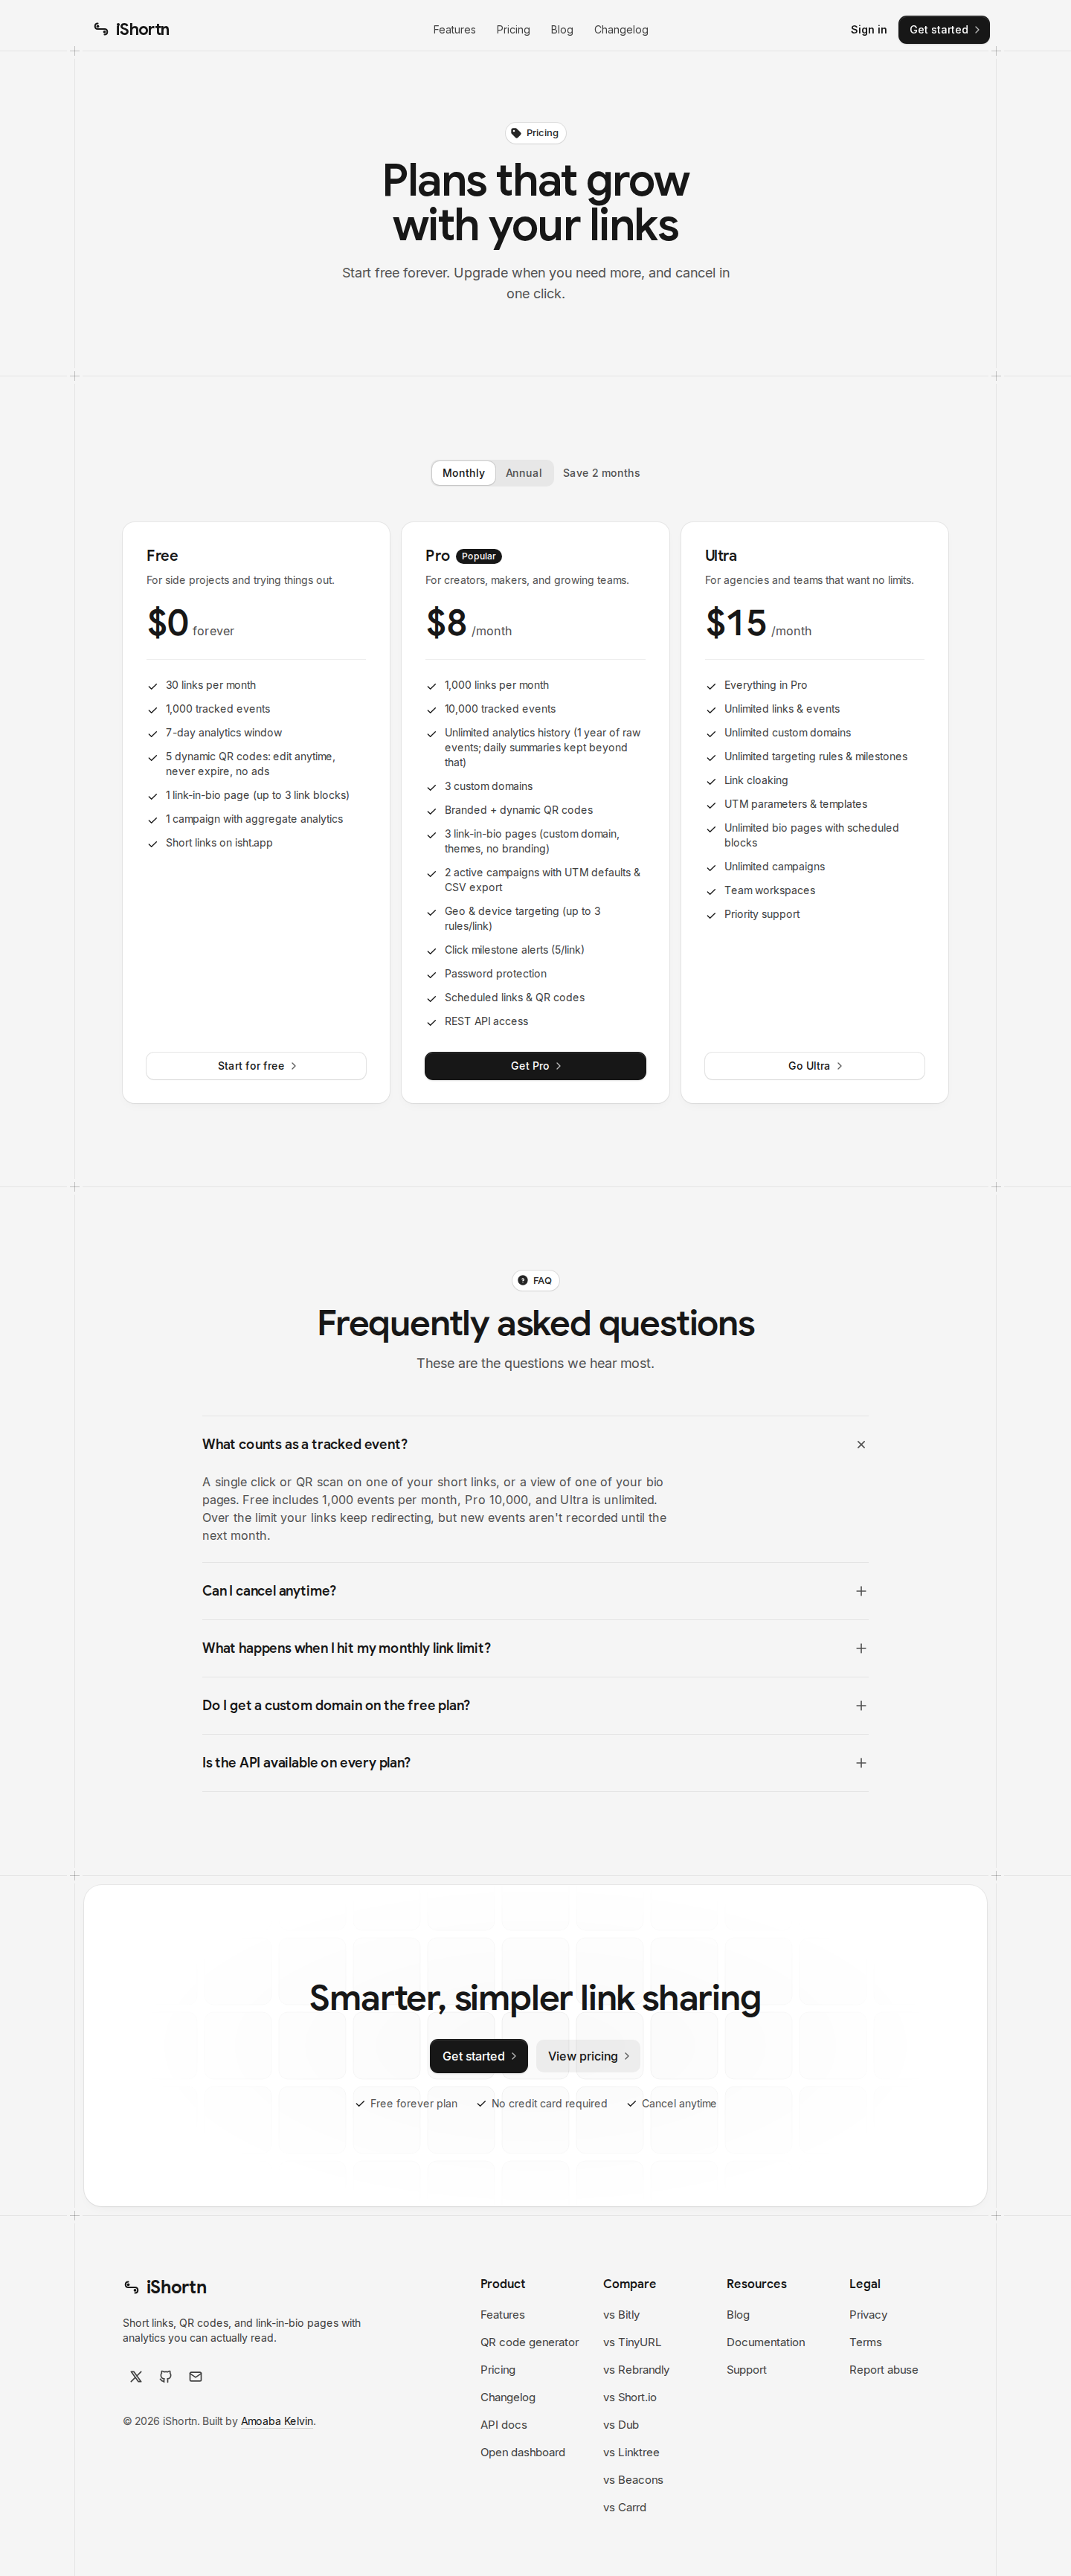 iShortn
Features
Pricing
Blog
Changelog
Sign in
Get started
Pricing
Plans that grow
with your links
Start free forever. Upgrade when you need more, and cancel in
one click.
Monthly
Annual
Save 2 months
Free
For side projects and trying things out.
$0 forever
30 links per month
1,000 tracked events
7-day analytics window
5 dynamic QR codes: edit anytime,
never expire, no ads
1 link-in-bio page (up to 3 link blocks)
1 campaign with aggregate analytics
Short links on isht.app
Start for free
Pro Popular
For creators, makers, and growing teams.
$8 /month
1,000 links per month
10,000 tracked events
Unlimited analytics history (1 year of raw
events; daily summaries kept beyond
that)
3 custom domains
Branded + dynamic QR codes
3 link-in-bio pages (custom domain,
themes, no branding)
2 active campaigns with UTM defaults &
CSV export
Geo & device targeting (up to 3
rules/link)
Click milestone alerts (5/link)
Password protection
Scheduled links & QR codes
REST API access
Get Pro
Ultra
For agencies and teams that want no limits.
$15 /month
Everything in Pro
Unlimited links & events
Unlimited custom domains
Unlimited targeting rules & milestones
Link cloaking
UTM parameters & templates
Unlimited bio pages with scheduled
blocks
Unlimited campaigns
Team workspaces
Priority support
Go Ultra
FAQ
Frequently asked questions
These are the questions we hear most.
What counts as a tracked event?
A single click or QR scan on one of your short links, or a view of one of your bio
pages. Free includes 1,000 events per month, Pro 10,000, and Ultra is unlimited.
Over the limit your links keep redirecting, but new events aren't recorded until the
next month.
Can I cancel anytime?
What happens when I hit my monthly link limit?
Do I get a custom domain on the free plan?
Is the API available on every plan?
Smarter, simpler link sharing
Get started
View pricing
Free forever plan
No credit card required
Cancel anytime
iShortn
Short links, QR codes, and link-in-bio pages with
analytics you can actually read.
© 2026 iShortn. Built by Amoaba Kelvin.
Product
Features
QR code generator
Pricing
Changelog
API docs
Open dashboard
Compare
vs Bitly
vs TinyURL
vs Rebrandly
vs Short.io
vs Dub
vs Linktree
vs Beacons
vs Carrd
Resources
Blog
Documentation
Support
Legal
Privacy
Terms
Report abuse